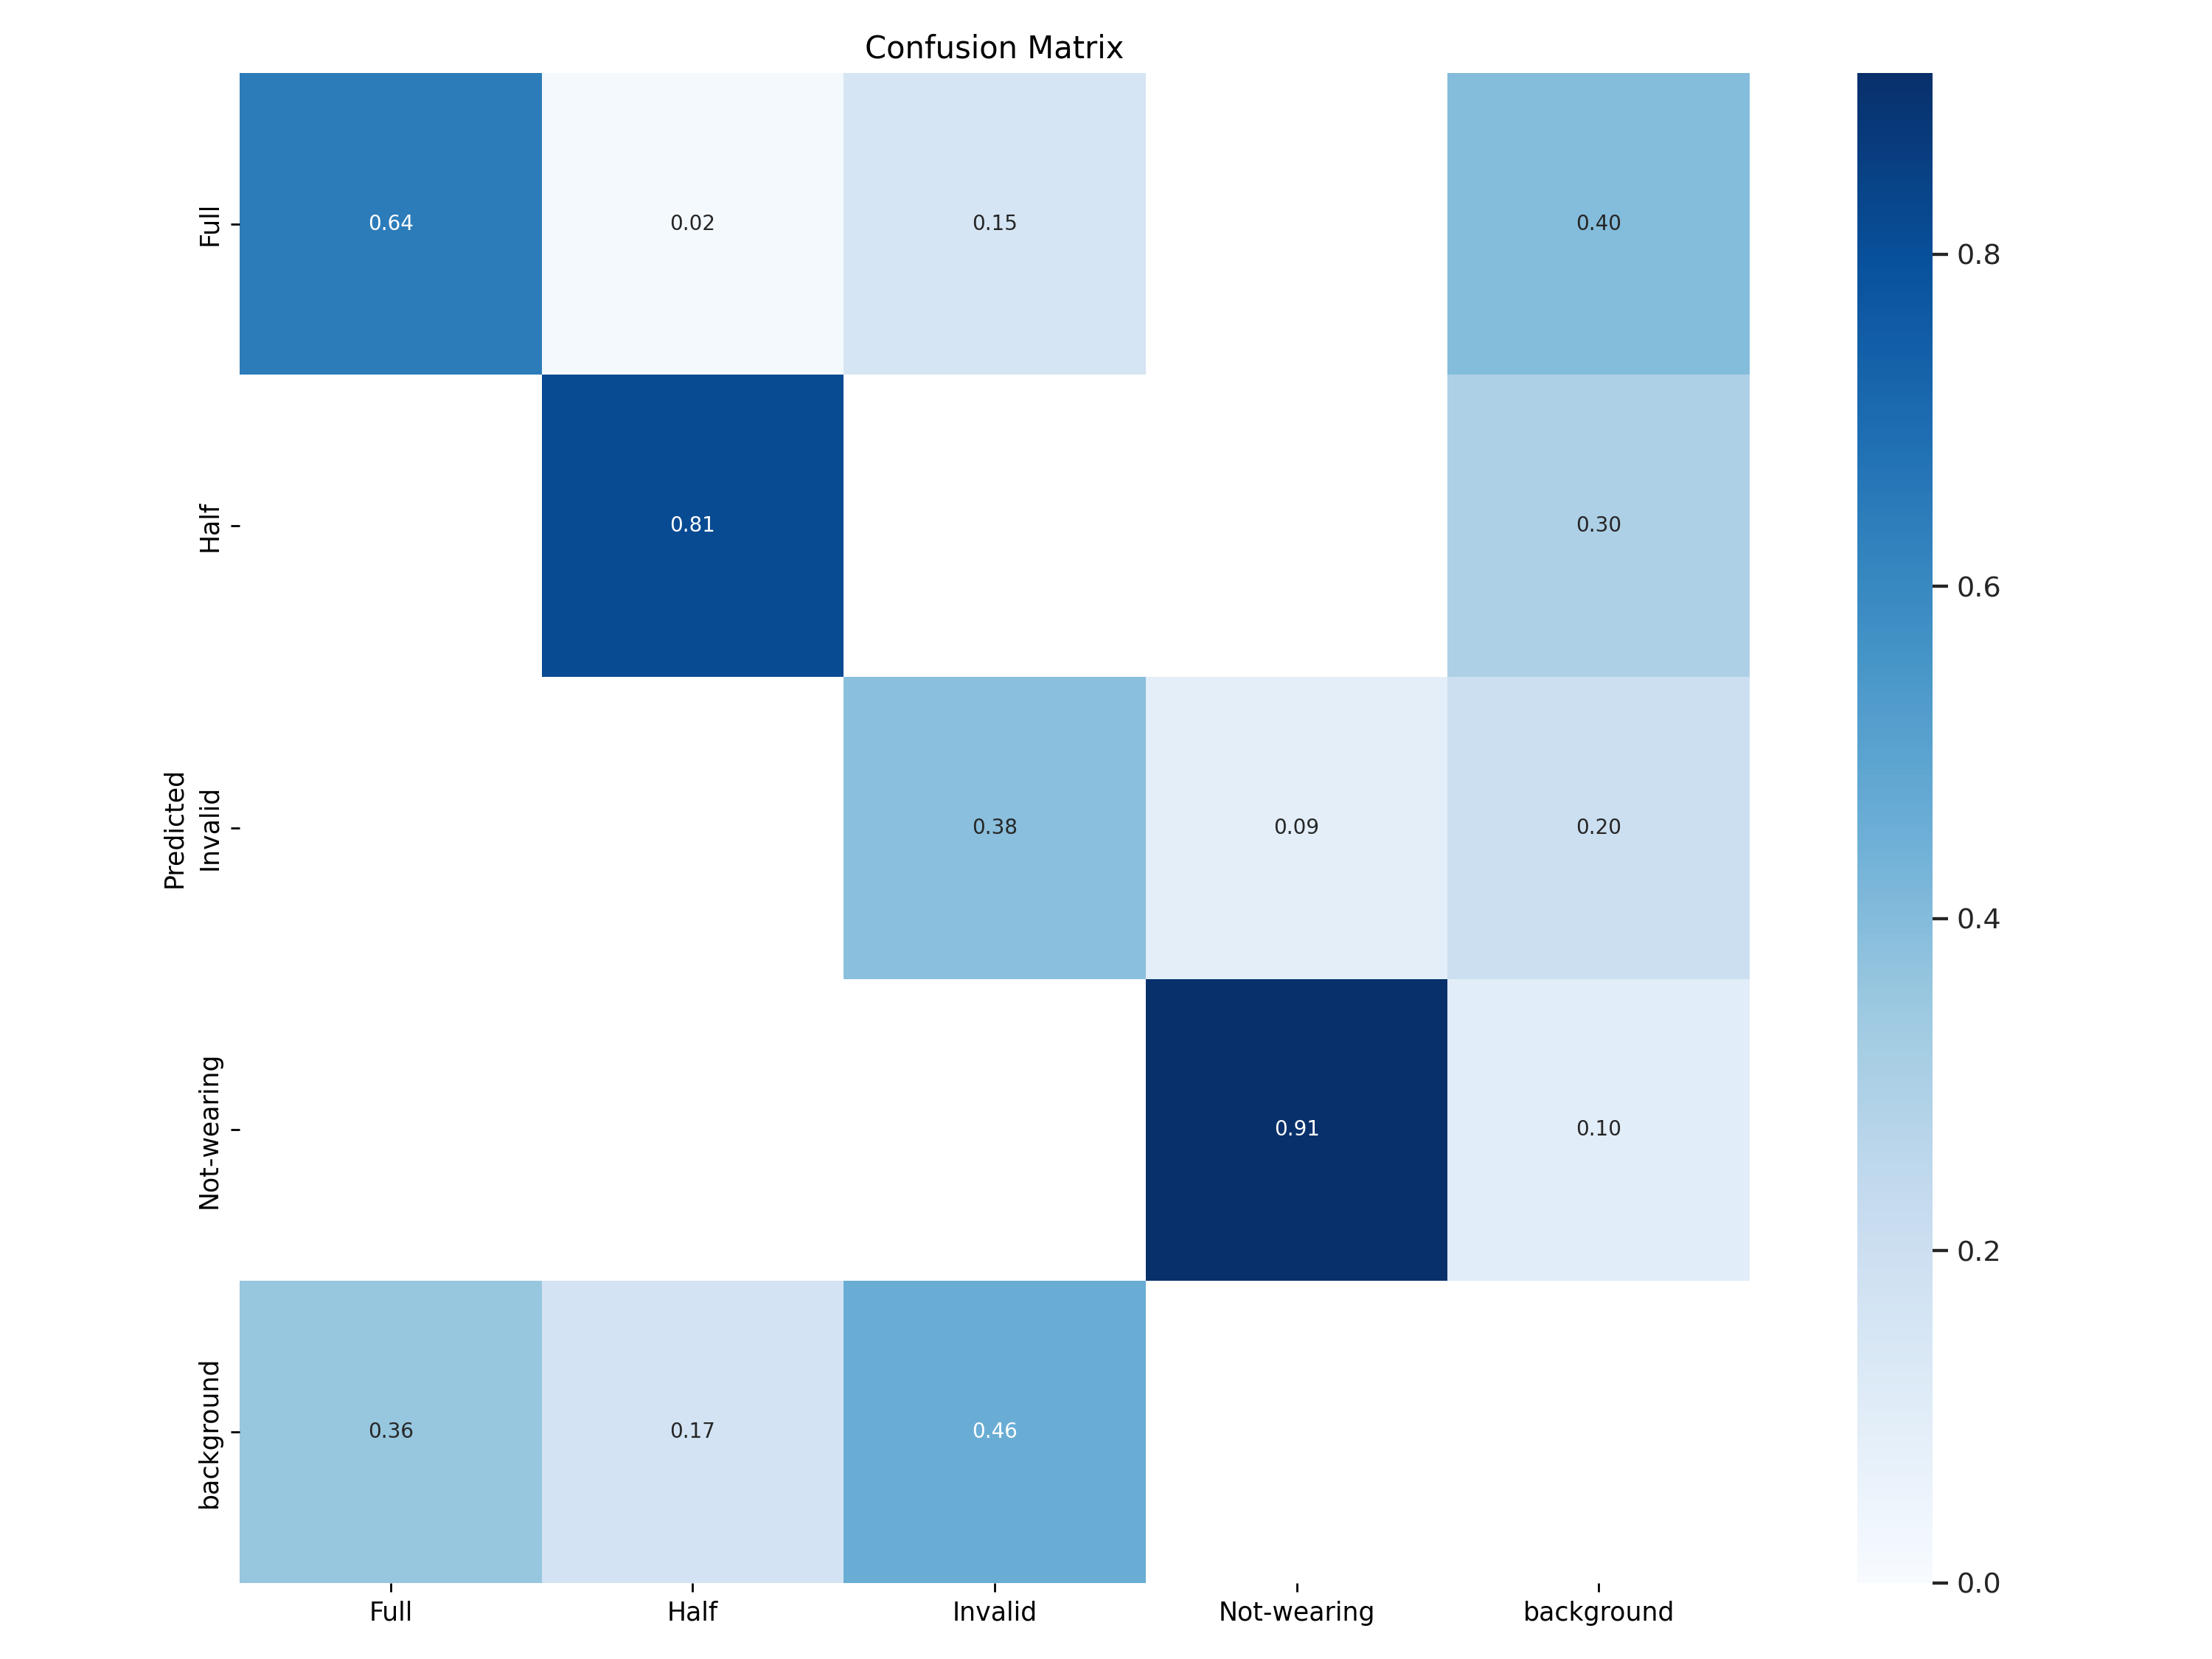 Confusion Matrix
Full
0.64
0.02
0.15
0.40
0.8
Half
0.81
0.30
0.6
Predicted
Invalid
0.38
0.09
0.20
0.4
Not-wearing
0.91
0.10
0.2
background
0.36
0.17
0.46
0.0
Full
Half
Invalid
Not-wearing
background